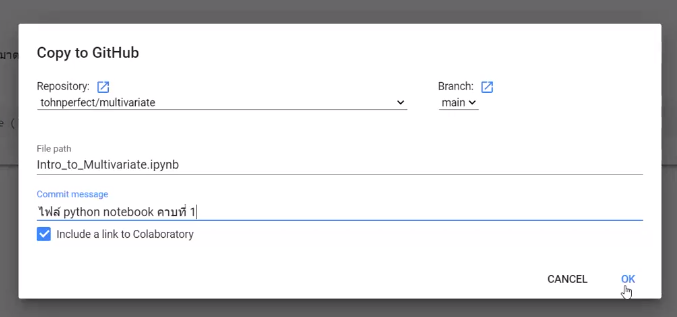 Copy to GitHub
Repository: Branch:
tohnperfect/multivariate main
File path
Intro_to_Multivariate.ipynb
Commit message
ไฟล์ python notebook คาบที่ 1
Include a link to Colaboratory
CANCEL OK